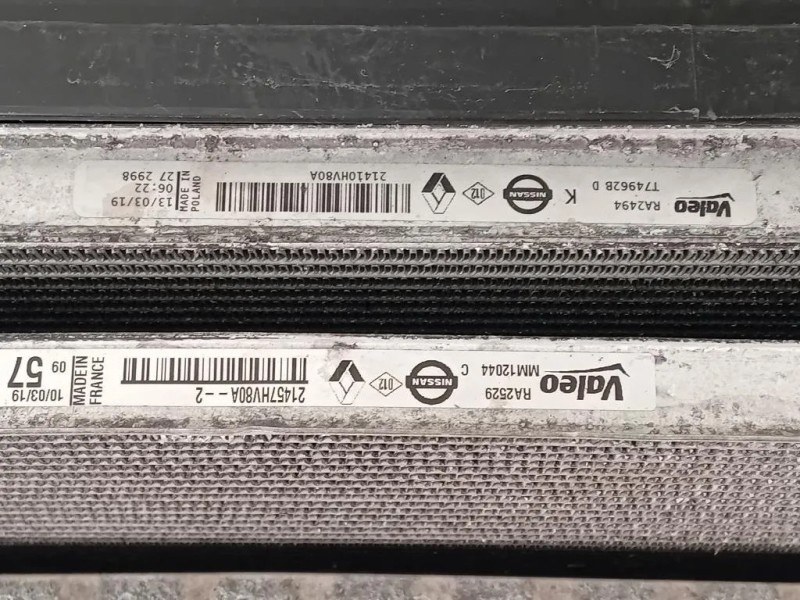 Valeo
RA2494
T74962B D
K
NISSAN
D12
21410HV80A
MADE IN
POLAND
13/03/19
06:22
27 2998
Valeo
RA2529
MM12044 C
NISSAN
D12
21457HV80A--2
MADE IN
FRANCE
10/03/19
09
57